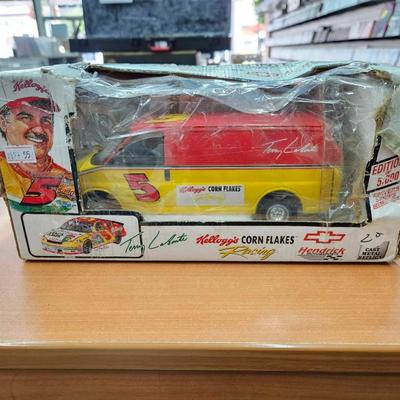 Kellogg's
5
Terry Labonte
5
Kellogg's CORN FLAKES
EDITION
5,000
5
Terry Labonte
Kellogg's CORN FLAKES
Racing
Hendrick
CAST METAL